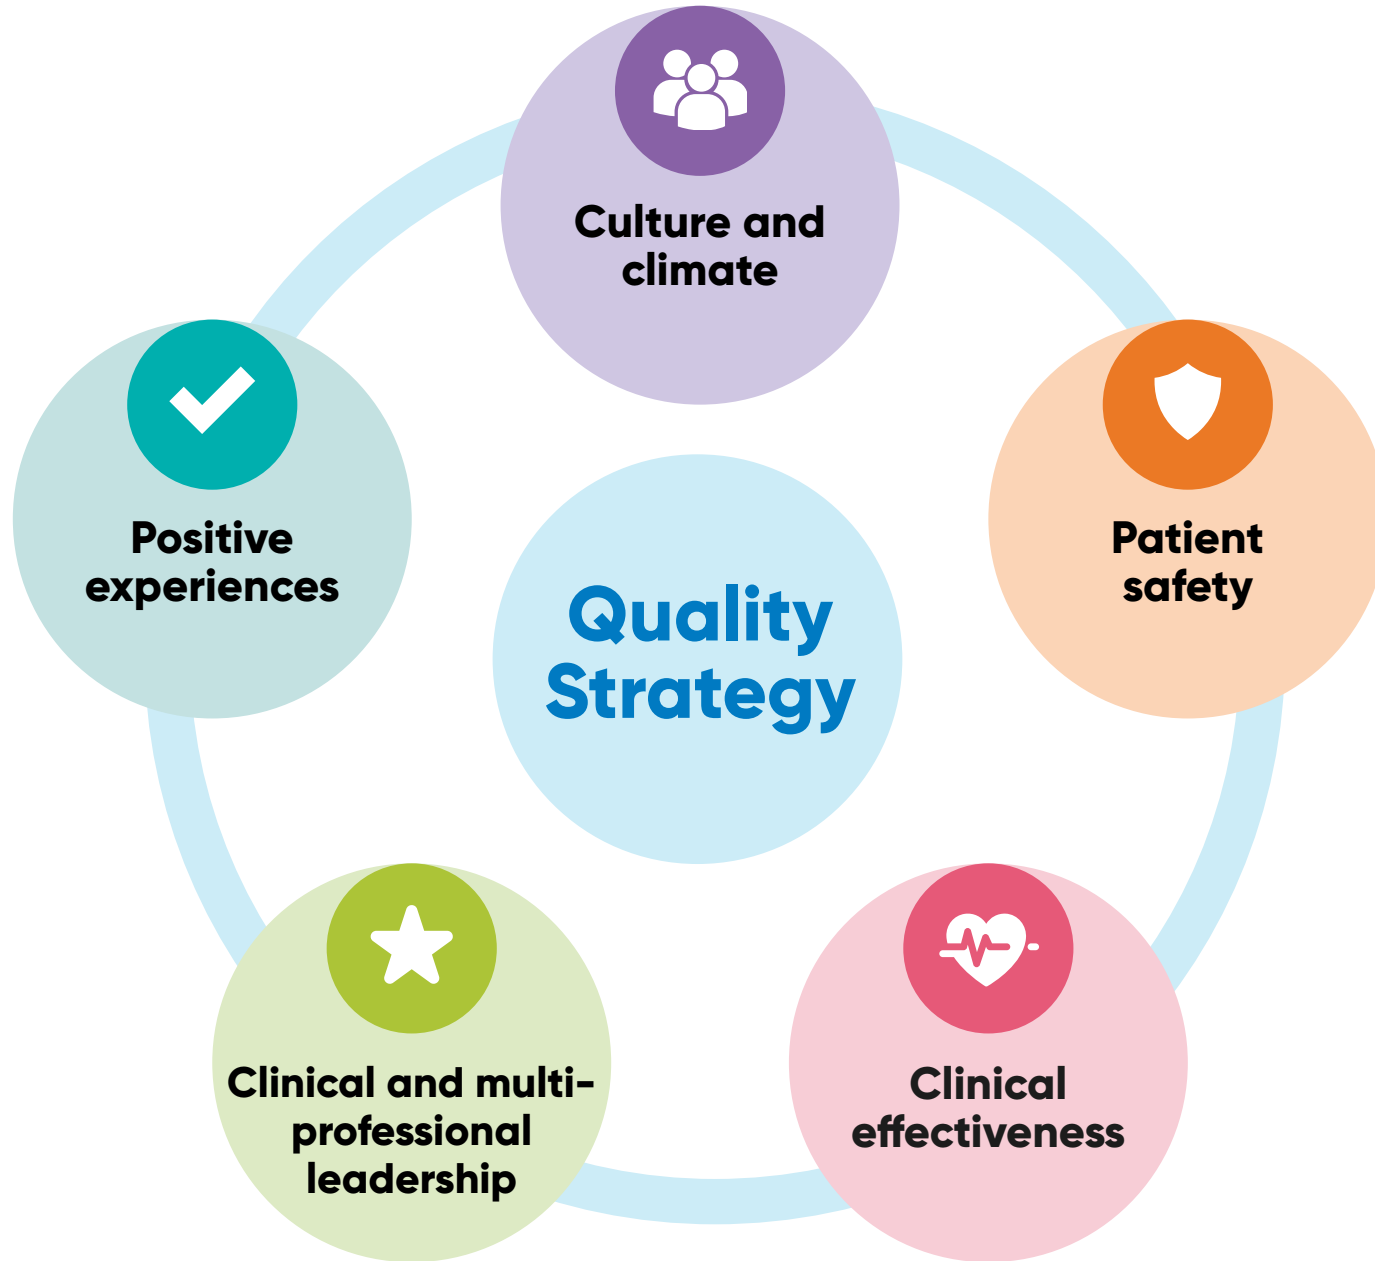 Culture and
climate
Positive
experiences
Patient
safety
Quality
Strategy
Clinical and multi-
professional
leadership
Clinical
effectiveness